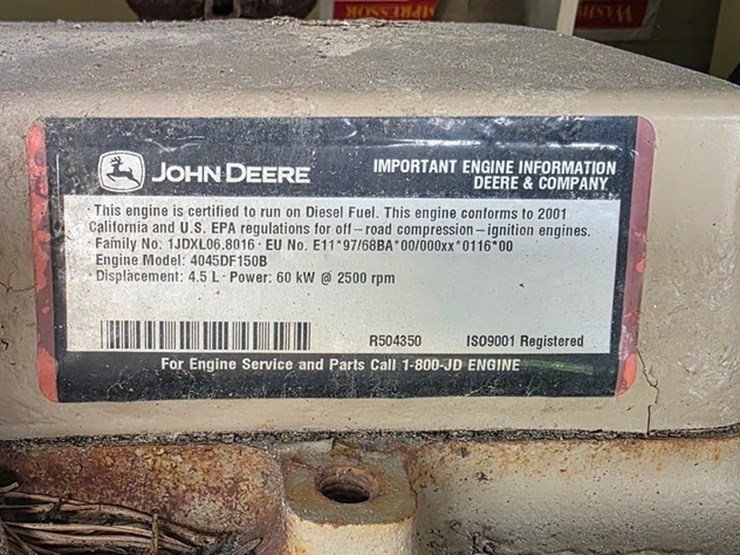 MPRESSOR
WASH
JOHN DEERE
IMPORTANT ENGINE INFORMATION
DEERE & COMPANY
· This engine is certified to run on Diesel Fuel. This engine conforms to 2001
California and U.S. EPA regulations for off-road compression-ignition engines.
· Family No: 1JDXL06.8016 · EU No. E11*97/68BA*00/000xx*0116*00
· Engine Model: 4045DF150B
· Displacement: 4.5 L · Power: 60 kW @ 2500 rpm
R504350
ISO9001 Registered
For Engine Service and Parts Call 1-800-JD ENGINE